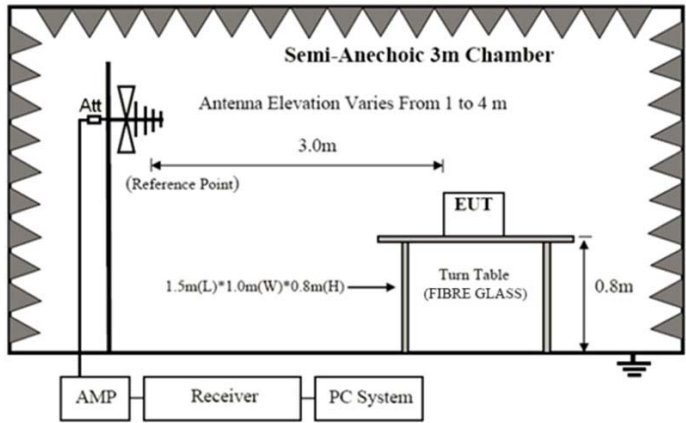 Semi-Anechoic 3m Chamber
Att
Antenna Elevation Varies From 1 to 4 m
3.0m
(Reference Point)
EUT
1.5m(L)*1.0m(W)*0.8m(H)
Turn Table
(FIBRE GLASS)
0.8m
AMP
Receiver
PC System